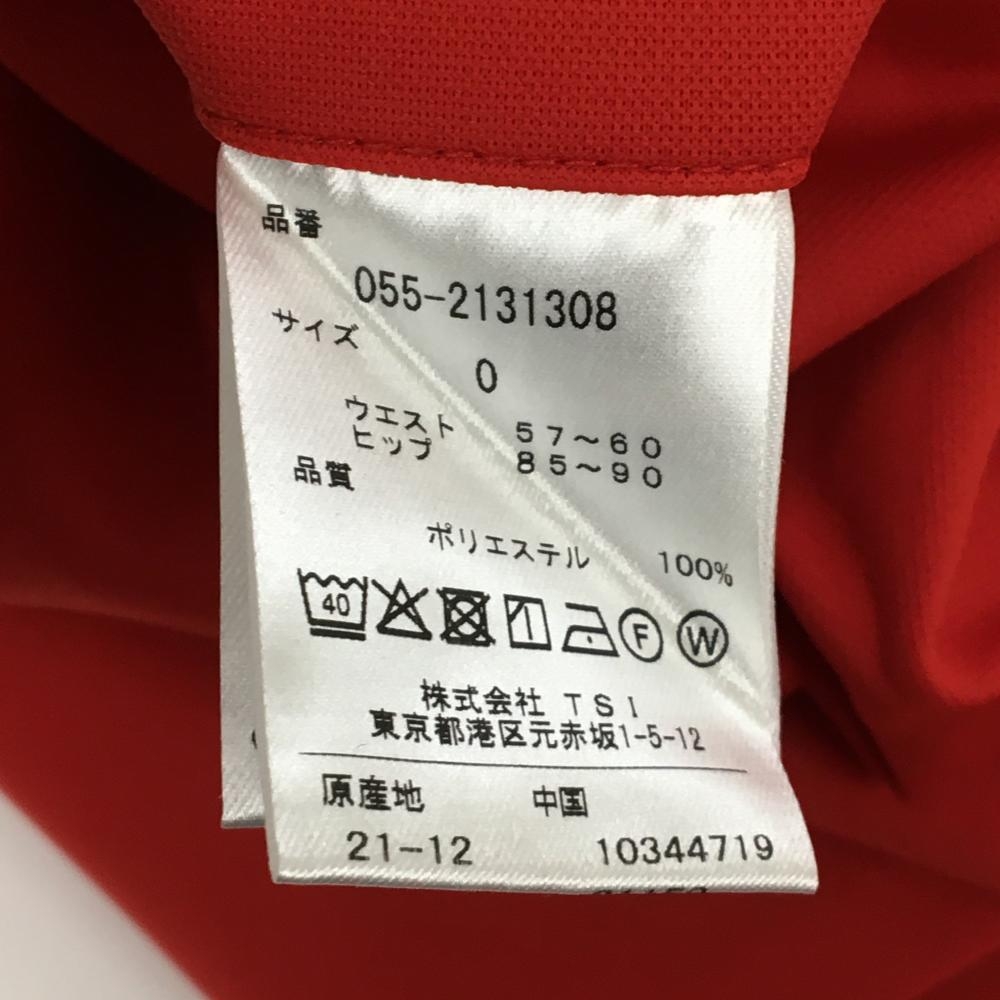 品番
055-2131308
サイズ
0
ウエスト 57～60
ヒップ 85～90
品質
ポリエステル 100%
40
F W
株式会社 TSI
東京都港区元赤坂1-5-12
原産地 中国
21-12 10344719